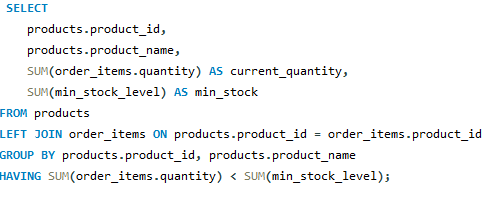 SELECT
products.product_id,
products.product_name,
SUM(order_items.quantity) AS current_quantity,
SUM(min_stock_level) AS min_stock
FROM products
LEFT JOIN order_items ON products.product_id = order_items.product_id
GROUP BY products.product_id, products.product_name
HAVING SUM(order_items.quantity) < SUM(min_stock_level);